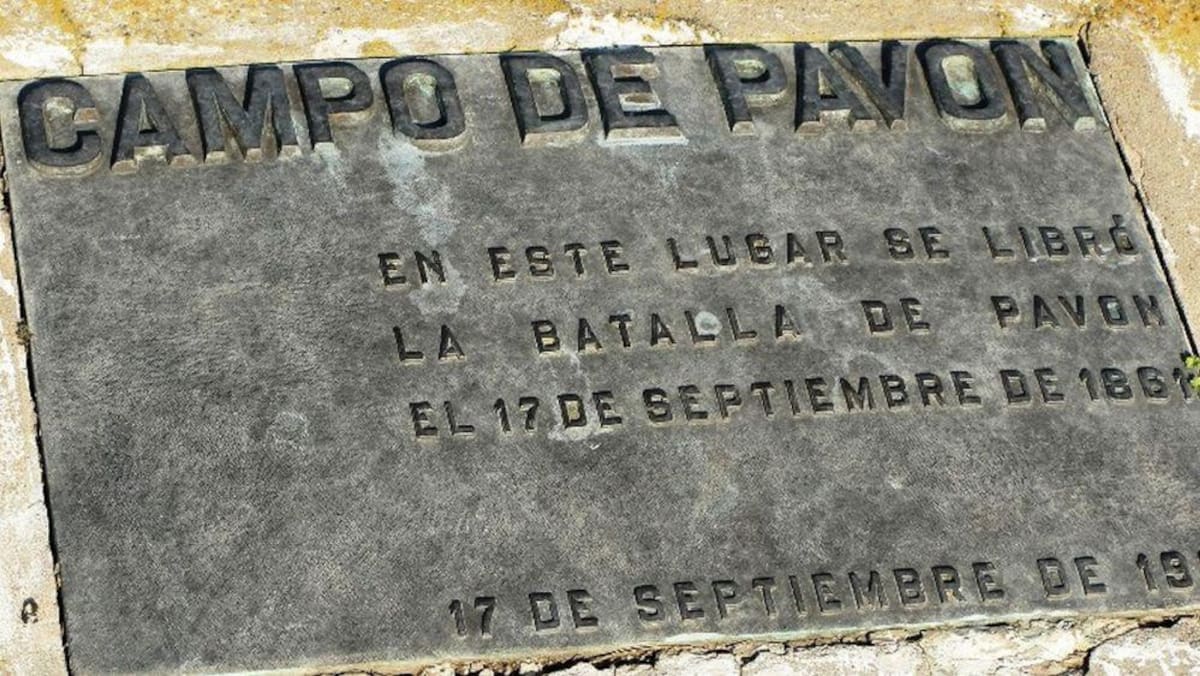 CAMPO DE PAVON
EN ESTE LUGAR SE LIBRÓ
LA BATALLA DE PAVON
EL 17 DE SEPTIEMBRE DE 1861
17 DE SEPTIEMBRE DE